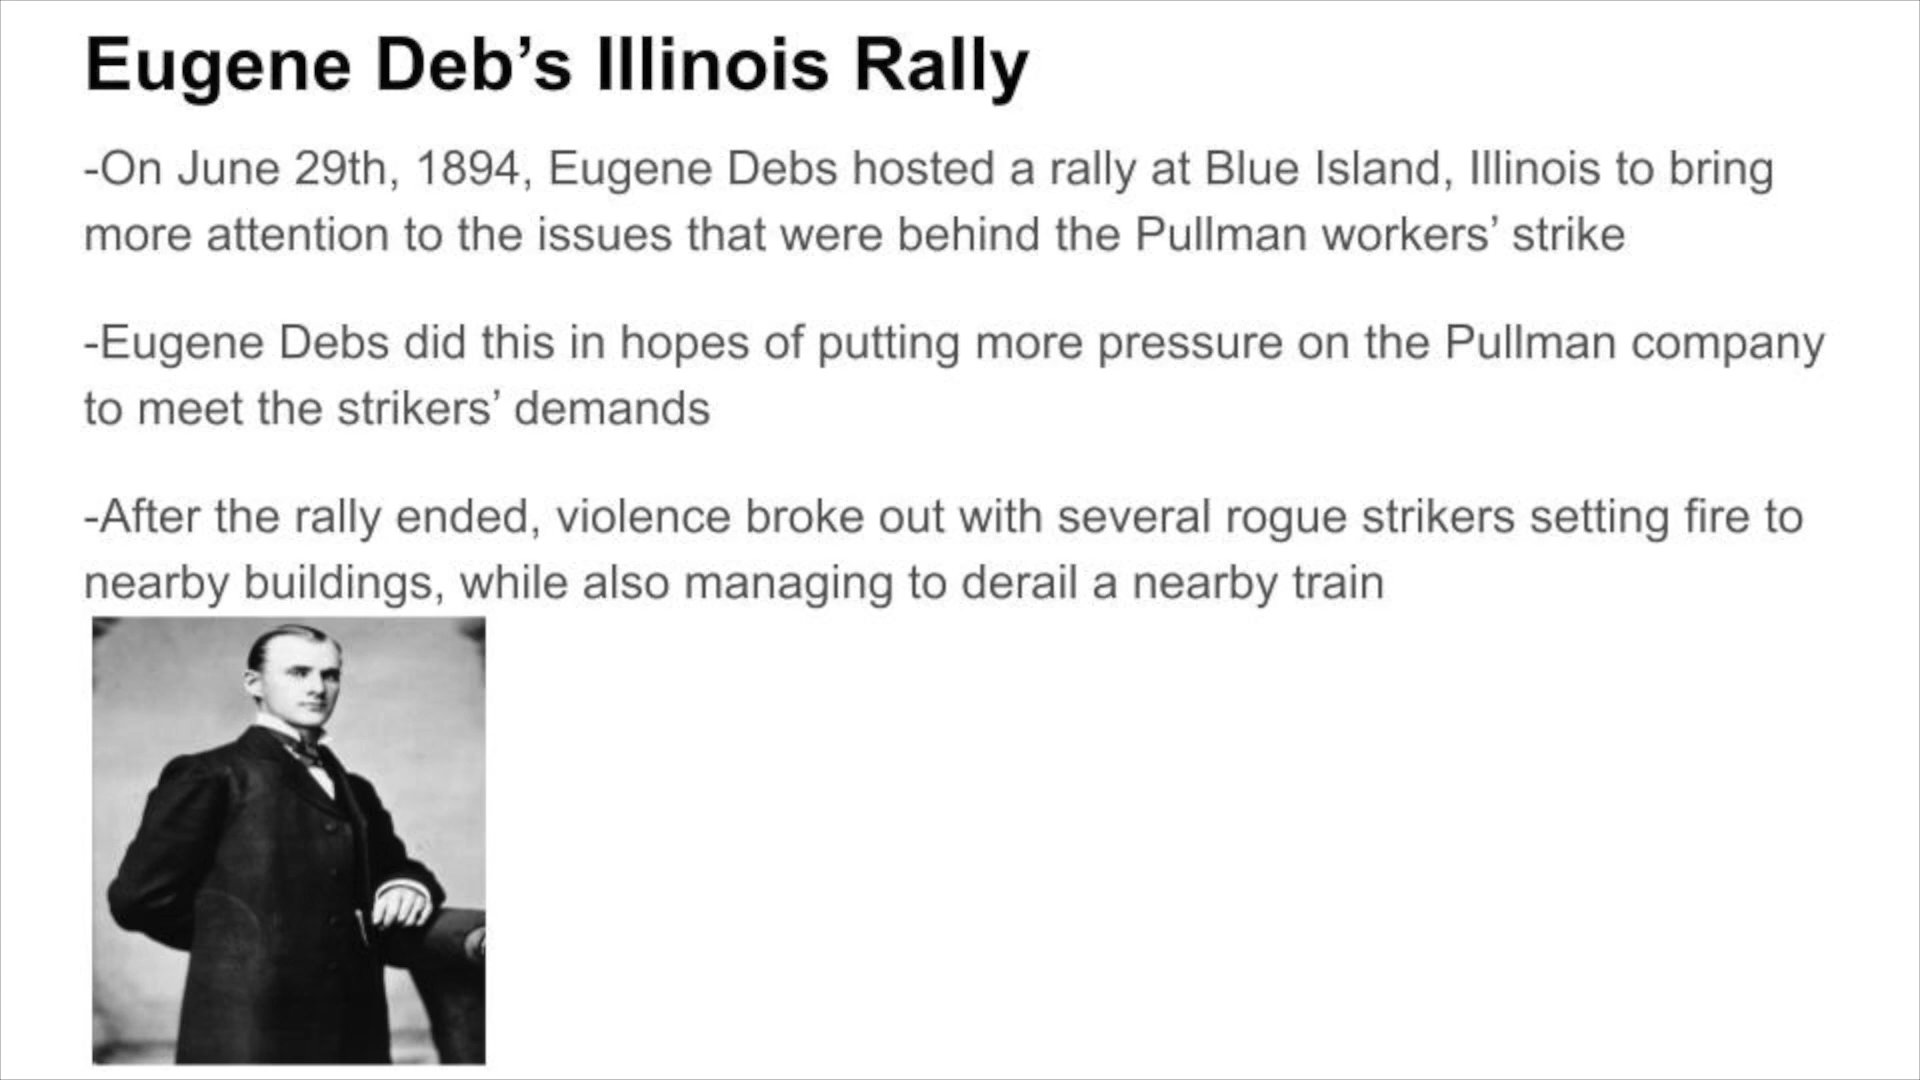 Eugene Deb’s Illinois Rally
-On June 29th, 1894, Eugene Debs hosted a rally at Blue Island, Illinois to bring
more attention to the issues that were behind the Pullman workers’ strike
-Eugene Debs did this in hopes of putting more pressure on the Pullman company
to meet the strikers’ demands
-After the rally ended, violence broke out with several rogue strikers setting fire to
nearby buildings, while also managing to derail a nearby train